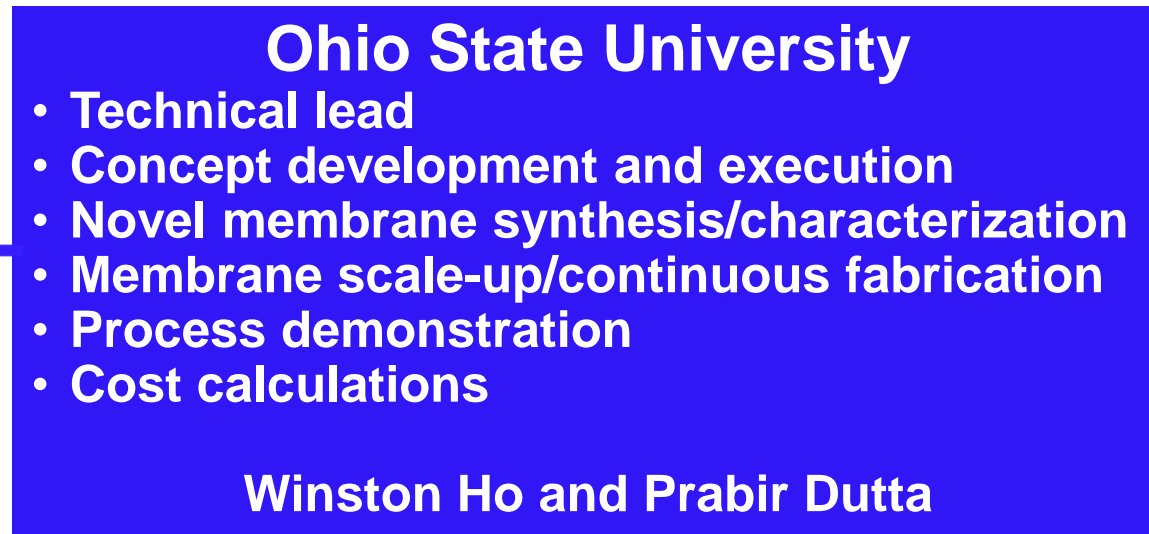 Ohio State University
• Technical lead
• Concept development and execution
• Novel membrane synthesis/characterization
• Membrane scale-up/continuous fabrication
• Process demonstration
• Cost calculations
Winston Ho and Prabir Dutta